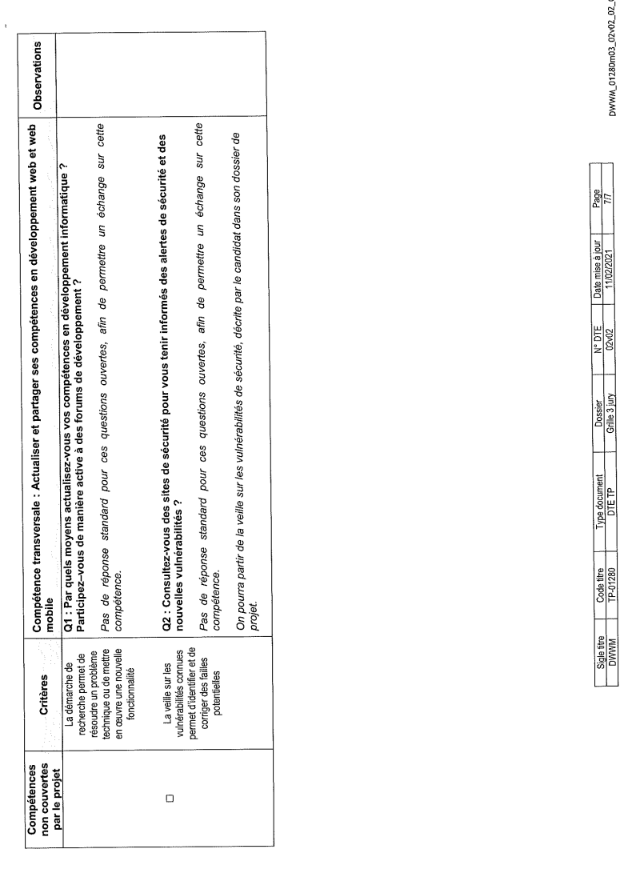 Compétences
non couvertes
par le projet
Critères
Compétence transversale : Actualiser et partager ses compétences en développement web et web
mobile
Observations
La démarche de
recherche permet de
résoudre un problème
technique ou de mettre
en œuvre une nouvelle
fonctionnalité
Q1 : Par quels moyens actualisez-vous vos compétences en développement informatique ?
Participez–vous de manière active à des forums de développement ?
Pas de réponse standard pour ces questions ouvertes, afin de permettre un échange sur cette
compétence.
☐
La veille sur les
vulnérabilités connues
permet d'identifier et de
corriger des failles
potentielles
Q2 : Consultez-vous des sites de sécurité pour vous tenir informés des alertes de sécurité et des
nouvelles vulnérabilités ?
Pas de réponse standard pour ces questions ouvertes, afin de permettre un échange sur cette
compétence.
On pourra partir de la veille sur les vulnérabilités de sécurité, décrite par le candidat dans son dossier de
projet.
Sigle titre Code titre Type document Dossier N° DTE Date mise à jour Page
DWWM TP-01280 DTE TP Grille 3 jury 02v02 11/02/2021 7/7
DWWM_01280m03_02v02_02